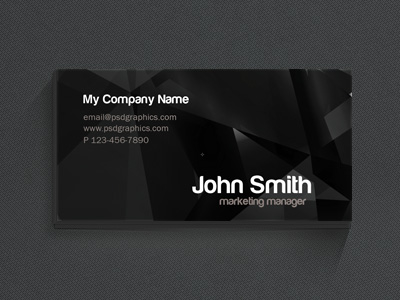 My Company Name
email@psdgraphics.com
www.psdgraphics.com
P 123-456-7890
John Smith
marketing manager